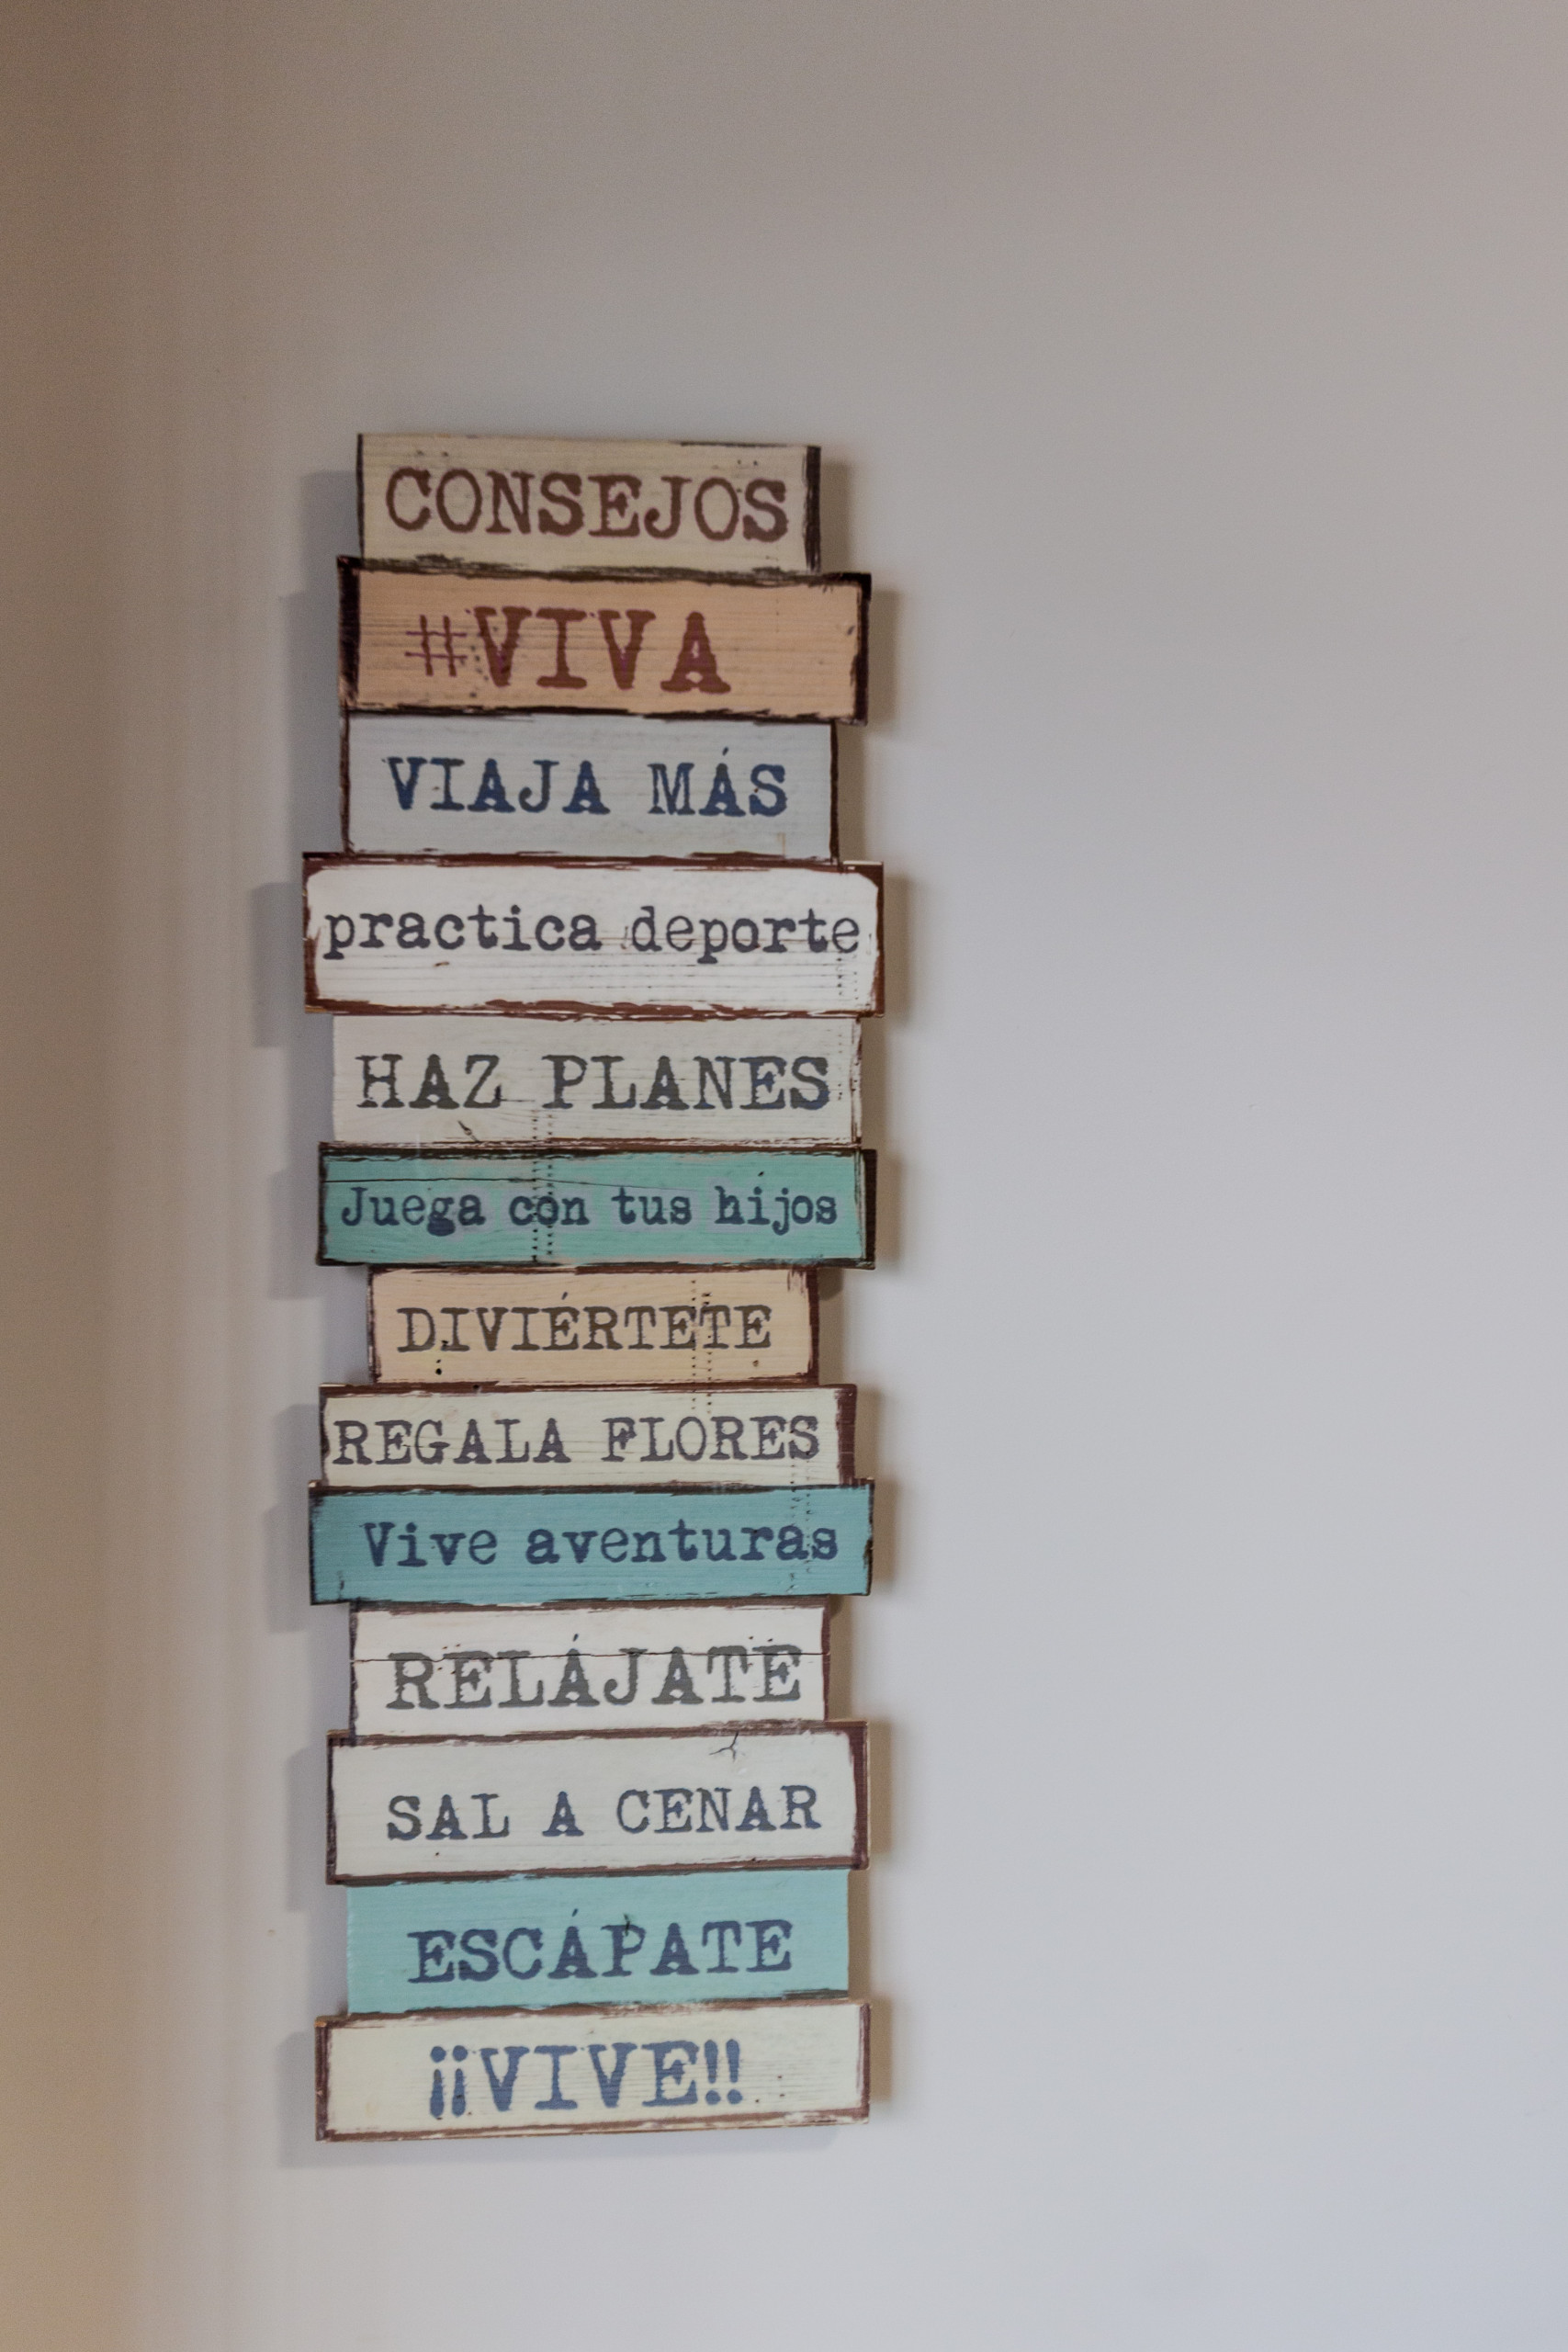 CONSEJOS
#VIVA
VIAJA MÁS
practica deporte
HAZ PLANES
Juega con tus hijos
DIVIÉRTETE
REGALA FLORES
Vive aventuras
RELÁJATE
SAL A CENAR
ESCÁPATE
¡¡VIVE!!